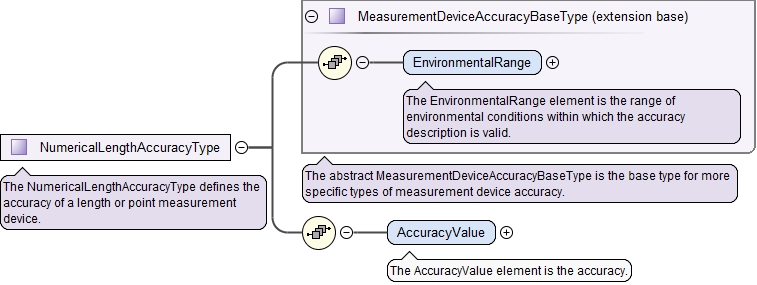 MeasurementDeviceAccuracyBaseType (extension base)
EnvironmentalRange
The EnvironmentalRange element is the range of
environmental conditions within which the accuracy
description is valid.
NumericalLengthAccuracyType
The NumericalLengthAccuracyType defines the
accuracy of a length or point measurement
device.
The abstract MeasurementDeviceAccuracyBaseType is the base type for more
specific types of measurement device accuracy.
AccuracyValue
The AccuracyValue element is the accuracy.